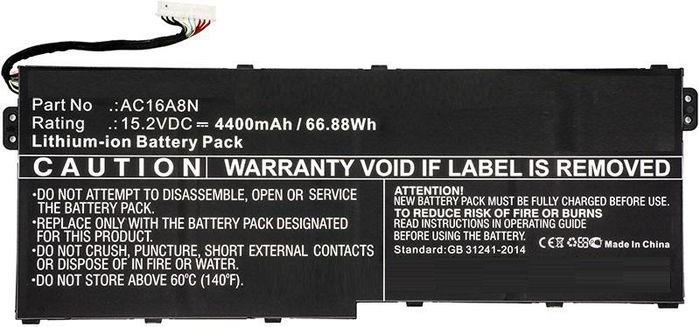 Part No .:AC16A8N
Rating .:15.2VDC ⎓ 4400mAh / 66.88Wh
Lithium-ion Battery Pack
CAUTION WARRANTY VOID IF LABEL IS REMOVED
•DO NOT ATTEMPT TO DISASSEMBLE, OPEN OR SERVICE
THE BATTERY PACK.
•REPLACE ONLY WITH THE BATTERY PACK DESIGNATED
FOR THIS PRODUCT.
•DO NOT CRUSH, PUNCTURE, SHORT EXTERNAL CONTACTS
OR DISPOSE OF IN FIRE OR WATER.
•DO NOT STORE ABOVE 60°C (140°F).
ATTENTION!
NEW BATTERY PACK MUST BE FULLY CHARGED BEFORE USE.
TO REDUCE RISK OF FIRE OR BURNS
READ INSTRUCTIONS IN OPERATING GUIDE
BEFORE USING THE BATTERY.
Standard:GB 31241-2014
CE Made In China